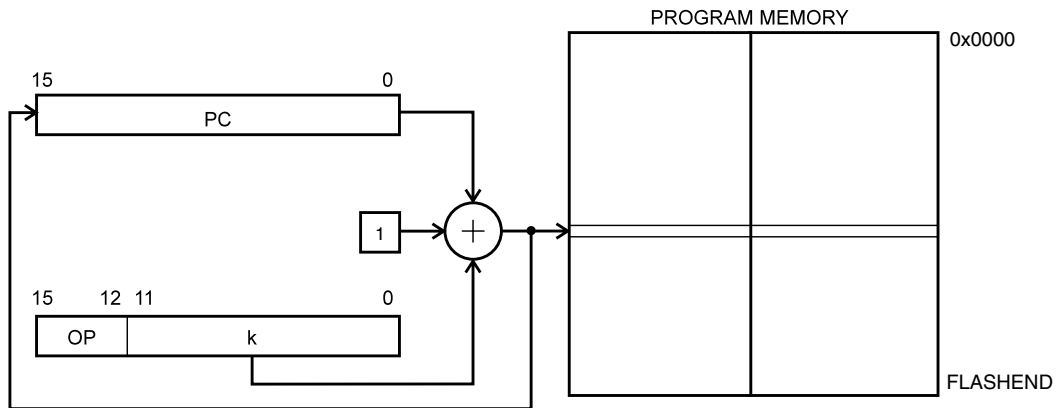 PROGRAM MEMORY
0x0000
15 0
PC
1
15 12 11 0
OP k
FLASHEND